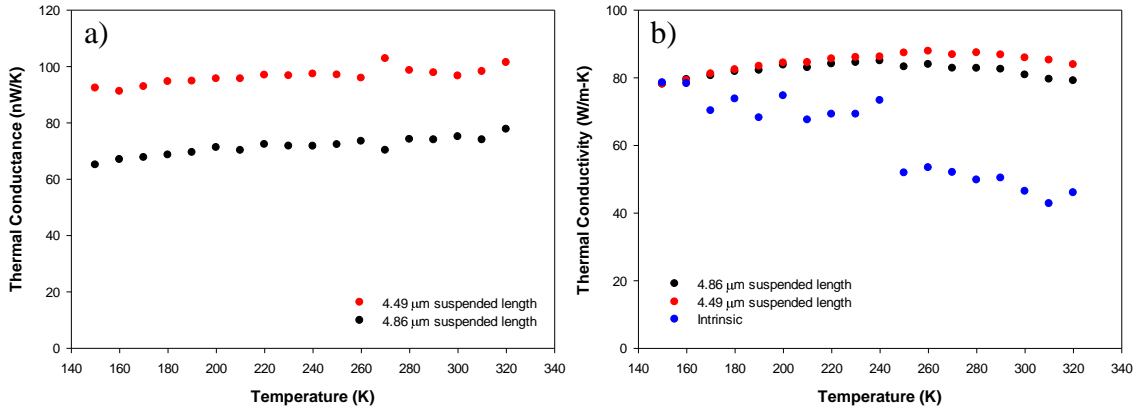 a)
Thermal Conductance (nW/K)
120
100
80
60
40
20
0
4.49 μm suspended length
4.86 μm suspended length
140 160 180 200 220 240 260 280 300 320 340
Temperature (K)
b)
Thermal Conductivity (W/m-K)
100
80
60
40
20
0
4.86 μm suspended length
4.49 μm suspended length
Intrinsic
140 160 180 200 220 240 260 280 300 320 340
Temperature (K)